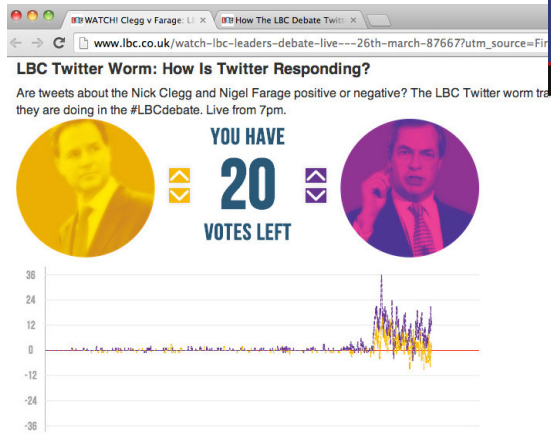 WATCH! Clegg v Farage: L
How The LBC Debate Twitt
www.lbc.co.uk/watch-lbc-leaders-debate-live---26th-march-87667?utm_source=Fir
LBC Twitter Worm: How Is Twitter Responding?
Are tweets about the Nick Clegg and Nigel Farage positive or negative? The LBC Twitter worm tra
they are doing in the #LBCdebate. Live from 7pm.
YOU HAVE
20
VOTES LEFT
36
24
12
0
-12
-24
-36